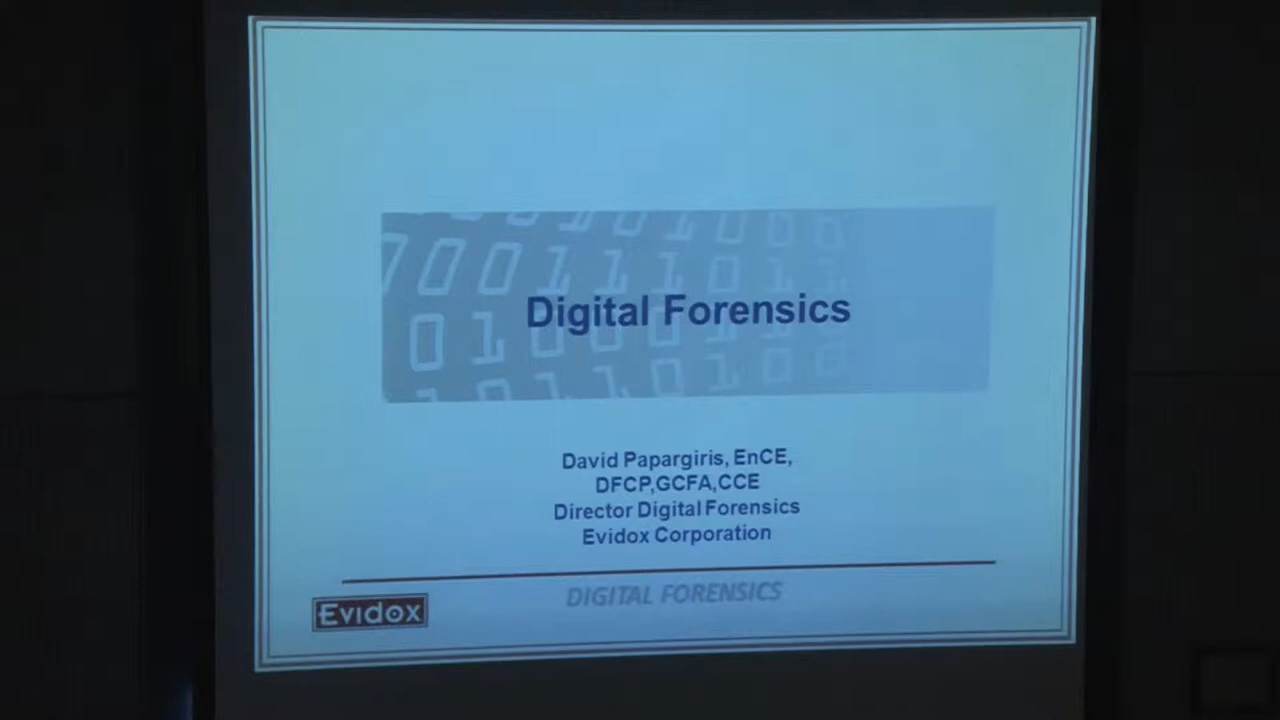 Digital Forensics
David Papargiris, EnCE,
DFCP,GCFA,CCE
Director Digital Forensics
Evidox Corporation
DIGITAL FORENSICS
Evidox